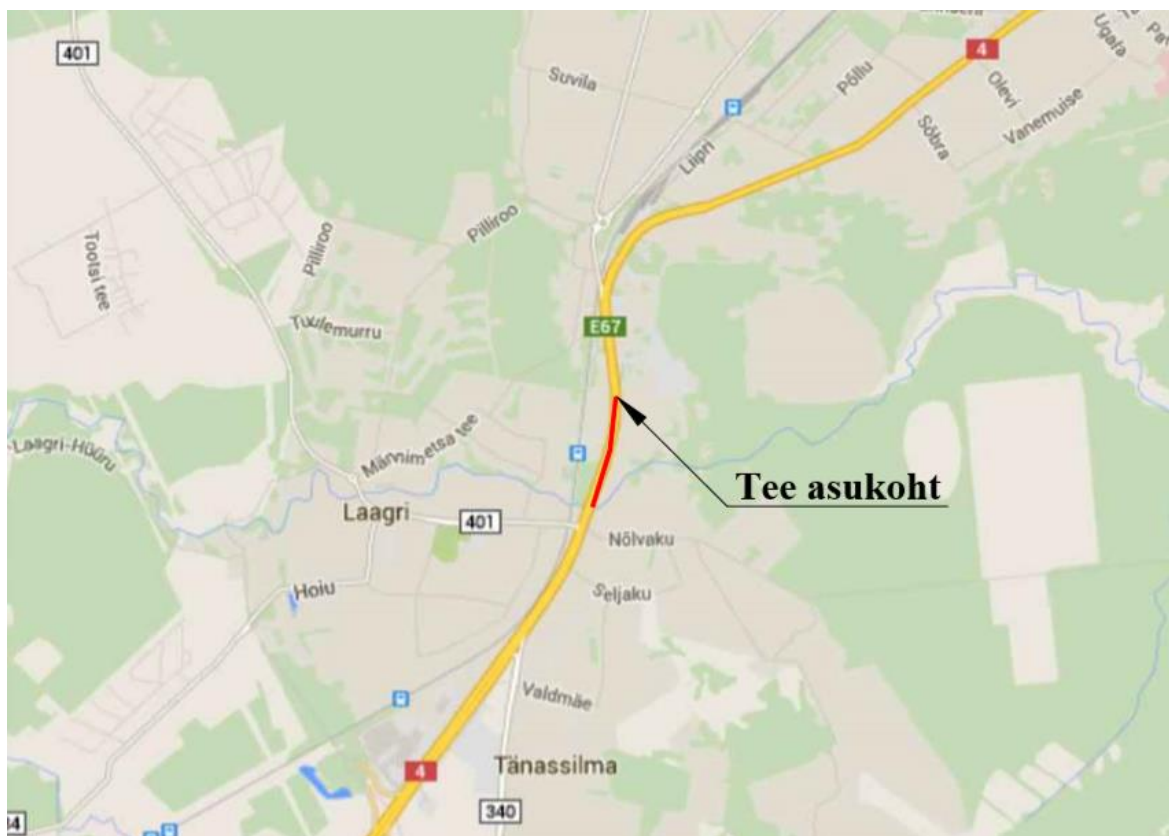 401
4
Ugala
Suvila
Põllu
Olevi
Sõbra
Vanemuise
Liipri
Pilliroo
Pilliroo
Tootsi tee
Tuulemurru
E67
Männimetsa tee
Laagri-Hüüru
Tee asukoht
Laagri
401
Nõlvaku
Hoiu
Seljaku
Valdmäe
Tänassilma
4
340